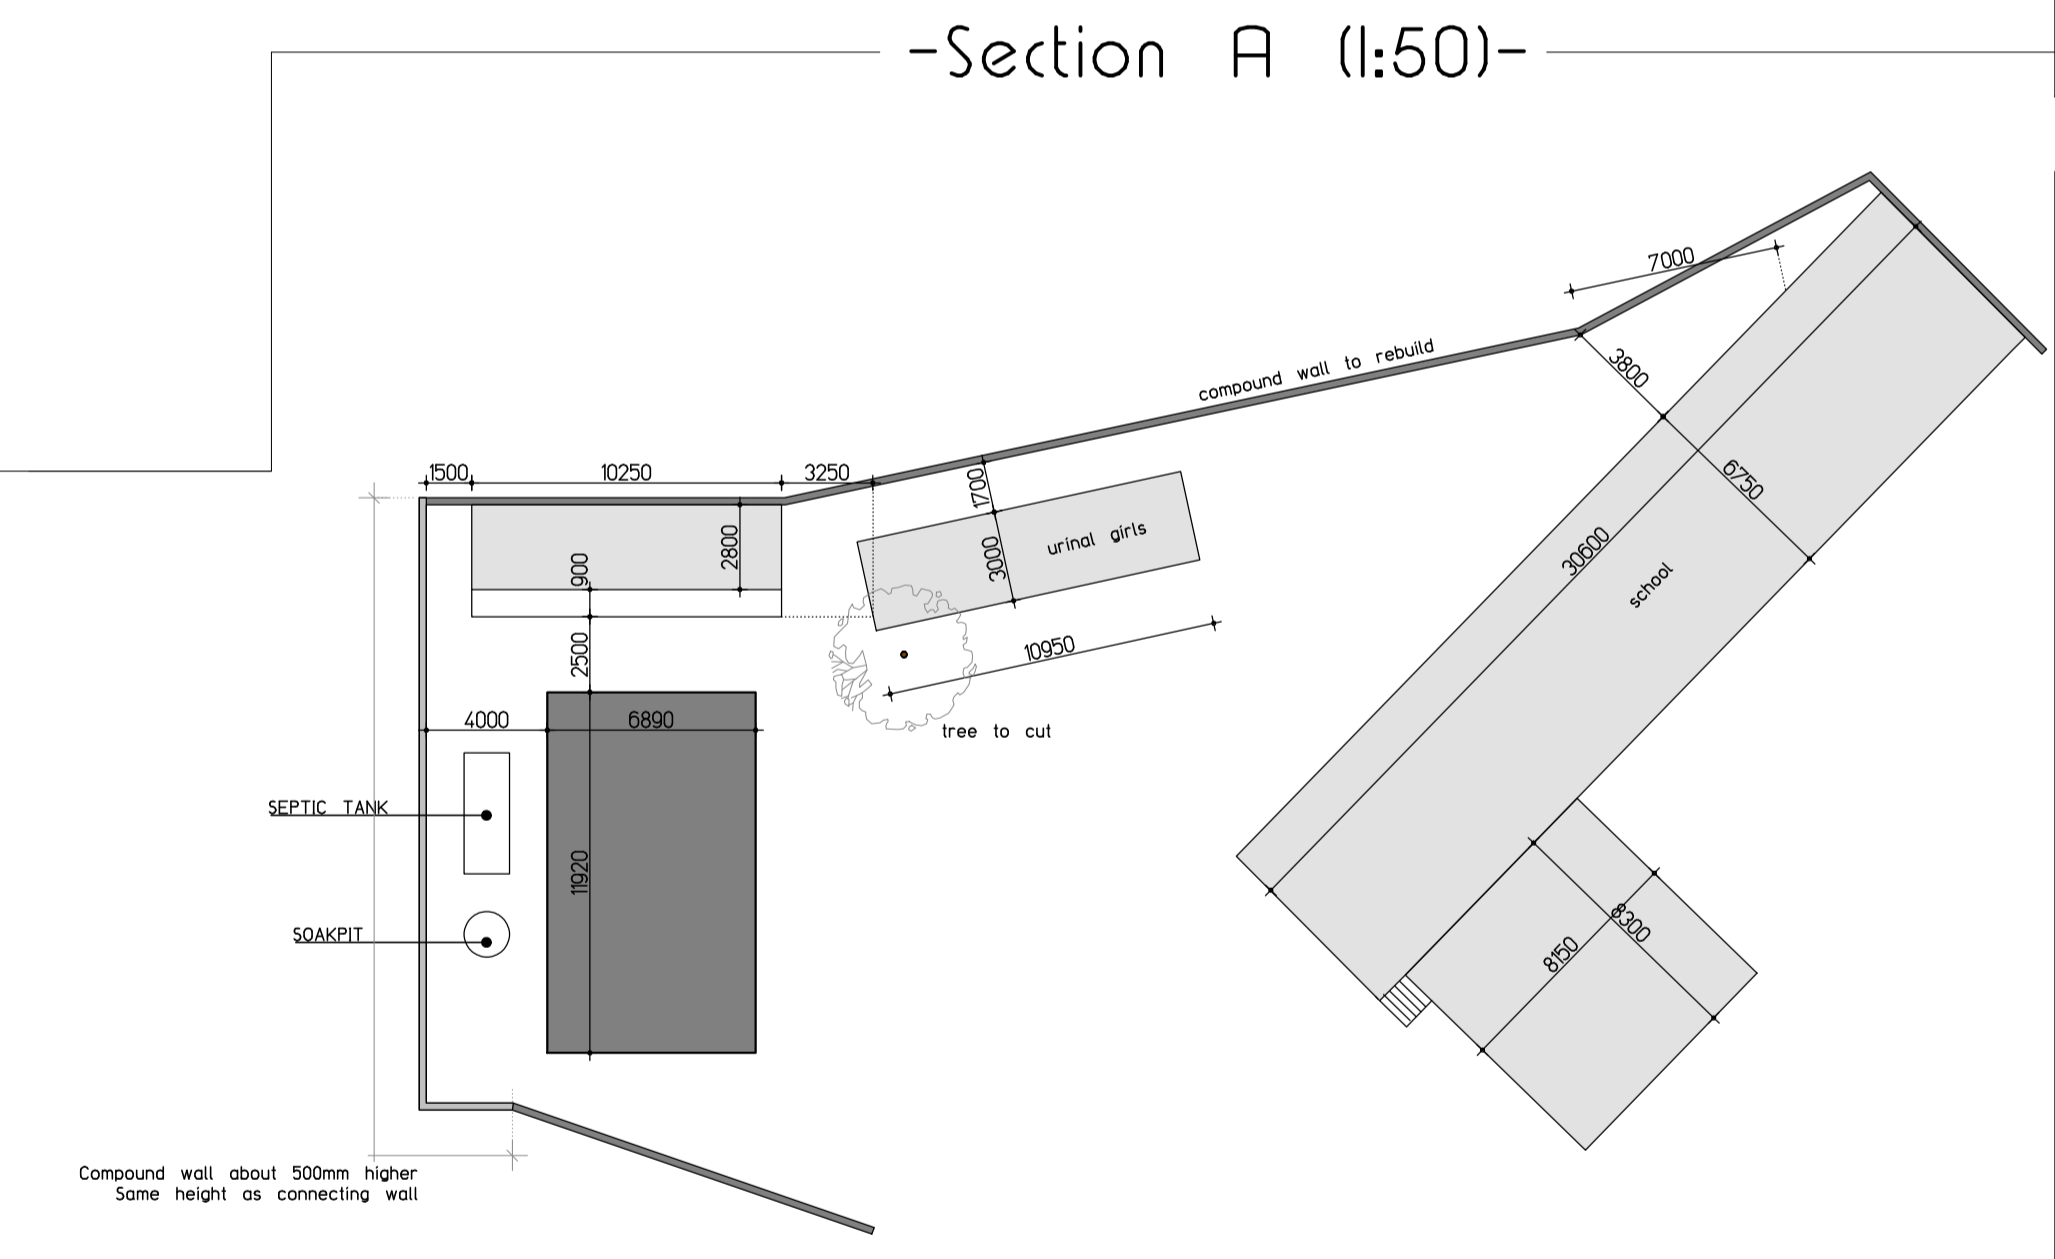 -Section A (1:50)-
7000
compound wall to rebuild
3800
1500
10250
3250
1700
6750
2800
900
3000
urinal girls
30600
school
2500
10950
4000
6890
tree to cut
SEPTIC TANK
11920
SOAKPIT
8300
8150
Compound wall about 500mm higher
Same height as connecting wall